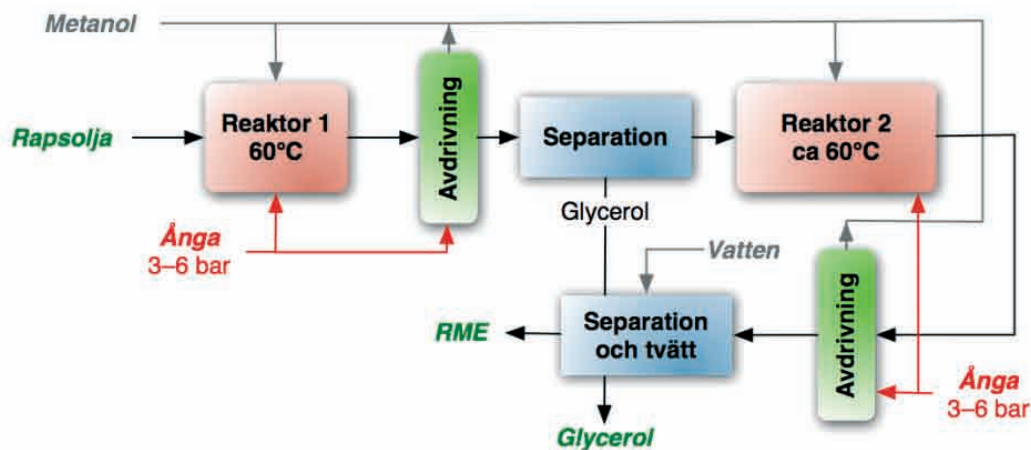 Metanol
Rapsolja
Reaktor 1
60°C
Avdrivning
Separation
Reaktor 2
ca 60°C
Glycerol
Ånga
3–6 bar
Vatten
RME
Separation
och tvätt
Avdrivning
Ånga
3–6 bar
Glycerol